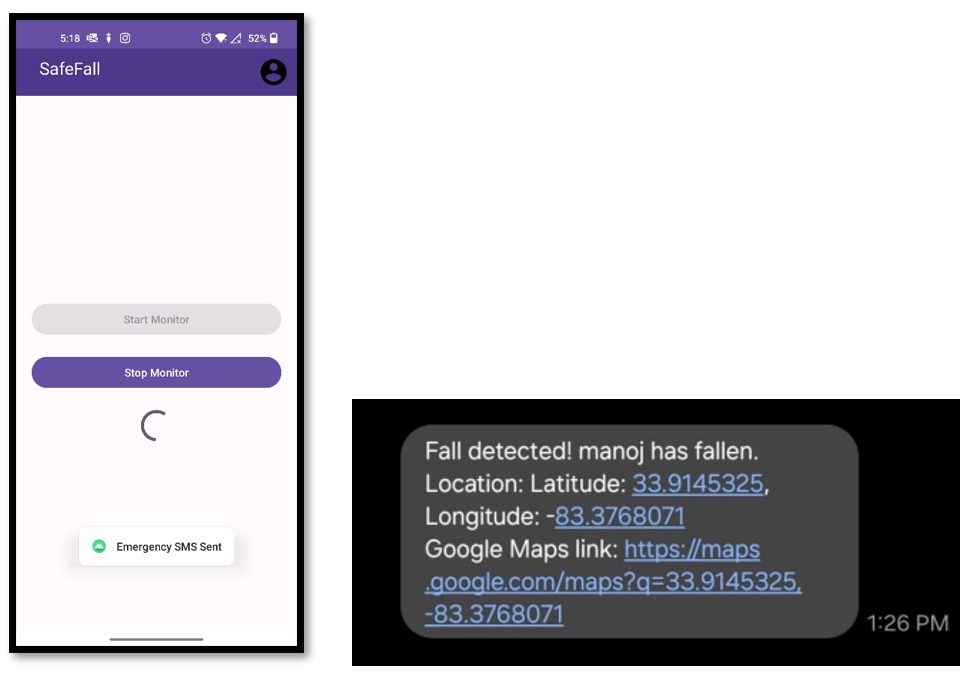 5:18 52%
SafeFall
Start Monitor
Stop Monitor
Emergency SMS Sent
Fall detected! manoj has fallen.
Location: Latitude: 33.9145325,
Longitude: -83.3768071
Google Maps link: https://maps
.google.com/maps?q=33.9145325,
-83.3768071
1:26 PM